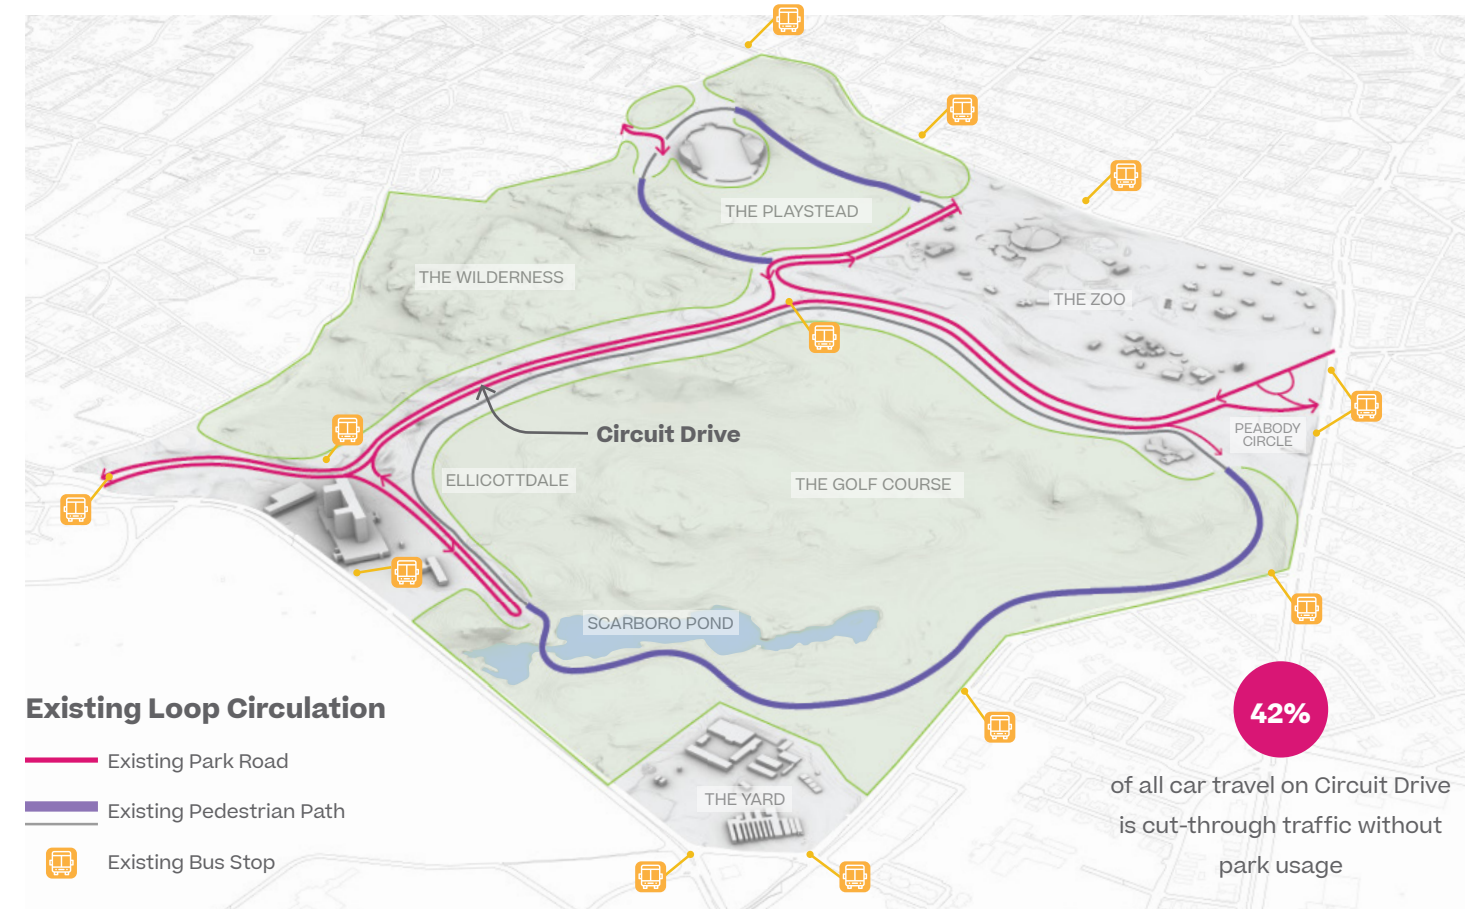 THE PLAYSTEAD
THE WILDERNESS
THE ZOO
Circuit Drive
PEABODY
CIRCLE
ELLICOTTDALE
THE GOLF COURSE
SCARBORO POND
THE YARD
Existing Loop Circulation
Existing Park Road
Existing Pedestrian Path
Existing Bus Stop
42%
of all car travel on Circuit Drive
is cut-through traffic without
park usage